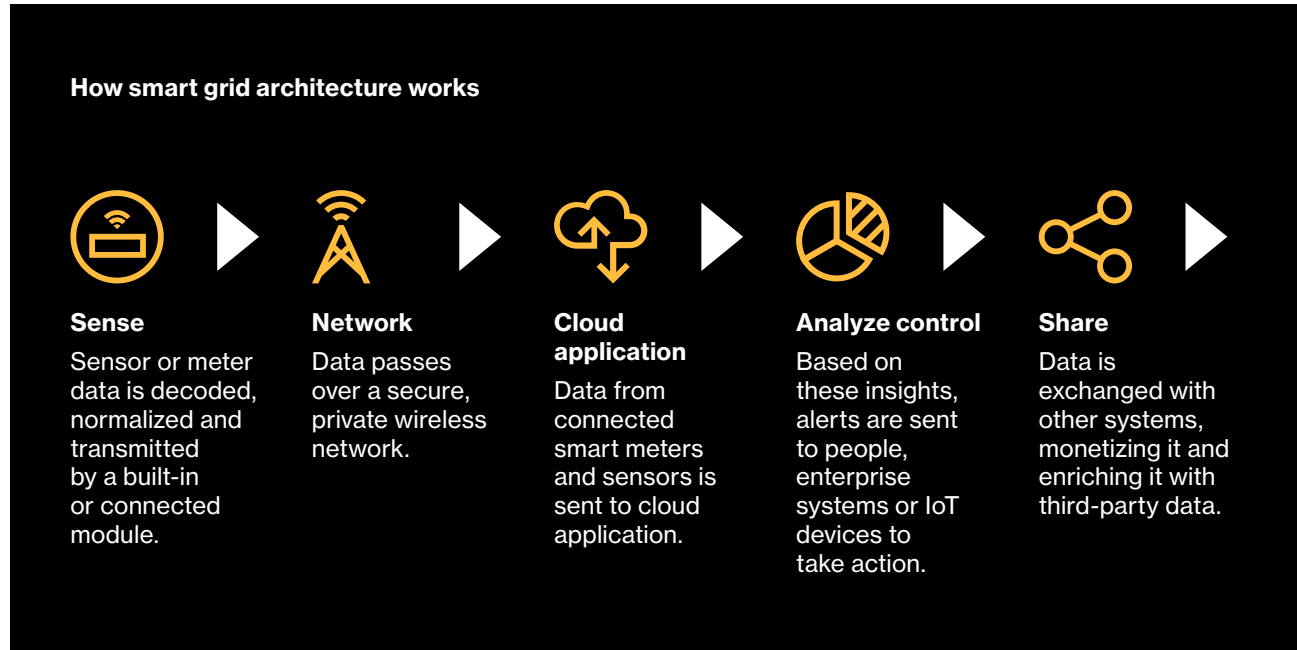 How smart grid architecture works
Sense
Sensor or meter
data is decoded,
normalized and
transmitted
by a built-in
or connected
module.
Network
Data passes
over a secure,
private wireless
network.
Cloud
application
Data from
connected
smart meters
and sensors is
sent to cloud
application.
Analyze control
Based on
these insights,
alerts are sent
to people,
enterprise
systems or IoT
devices to
take action.
Share
Data is
exchanged with
other systems,
monetizing it and
enriching it with
third-party data.